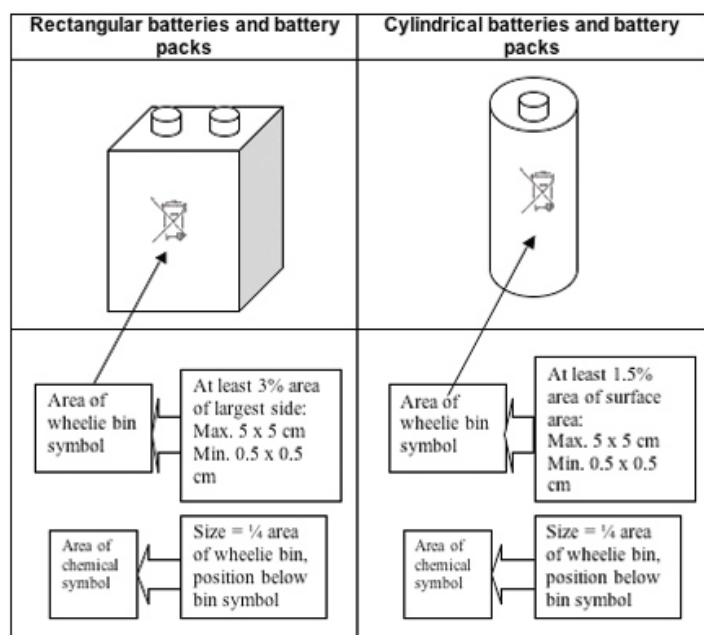 Rectangular batteries and battery
packs
Cylindrical batteries and battery
packs
Area of
wheelie bin
symbol
At least 3% area
of largest side:
Max. 5 x 5 cm
Min. 0.5 x 0.5
cm
Area of
chemical
symbol
Size = ¼ area
of wheelie bin,
position below
bin symbol
Area of
wheelie bin
symbol
At least 1.5%
area of surface
area:
Max. 5 x 5 cm
Min. 0.5 x 0.5
cm
Area of
chemical
symbol
Size = ¼ area
of wheelie bin,
position below
bin symbol